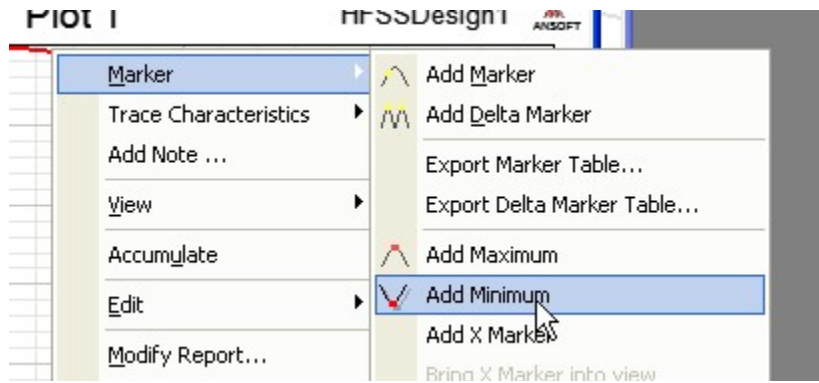 Plot 1
HFSSDesign1
ANSOFT
Marker
Trace Characteristics
Add Note ...
View
Accumulate
Edit
Modify Report...
Add Marker
Add Delta Marker
Export Marker Table...
Export Delta Marker Table...
Add Maximum
Add Minimum
Add X Marker
Bring X Marker into view